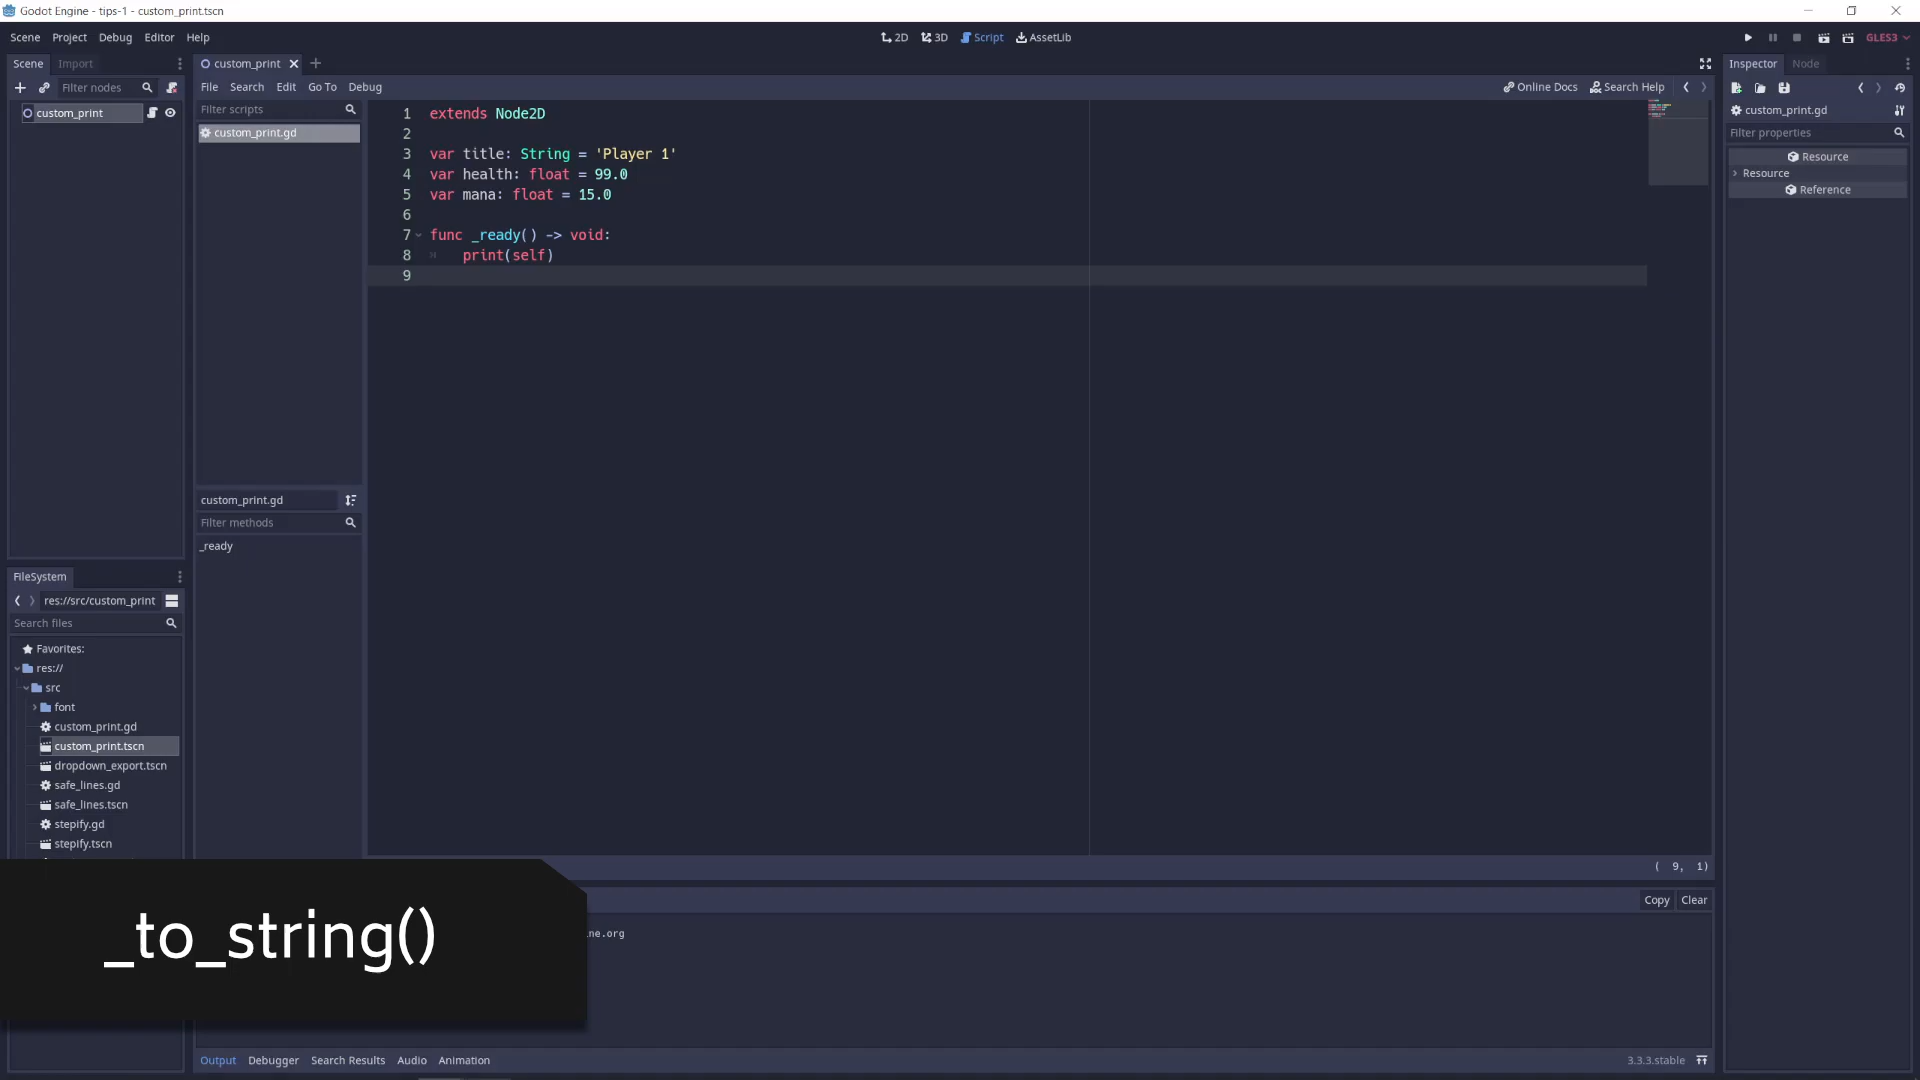 Godot Engine - tips-1 - custom_print.tscn
Scene Project Debug Editor Help
2D 3D Script AssetLib
GLES3
Scene Import
Filter nodes
custom_print
custom_print
File Search Edit Go To Debug
Online Docs Search Help
Filter scripts
custom_print.gd
custom_print.gd
Filter methods
_ready
1 extends Node2D
2
3 var title: String = 'Player 1'
4 var health: float = 99.0
5 var mana: float = 15.0
6
7 func _ready() -> void:
8 print(self)
9
( 9, 1)
Inspector Node
custom_print.gd
Filter properties
Resource
Resource
Reference
FileSystem
res://src/custom_print
Search files
Favorites:
res://
src
font
custom_print.gd
custom_print.tscn
dropdown_export.tscn
safe_lines.gd
safe_lines.tscn
stepify.gd
stepify.tscn
Copy Clear
ne.org
_to_string()
Output Debugger Search Results Audio Animation
3.3.3.stable